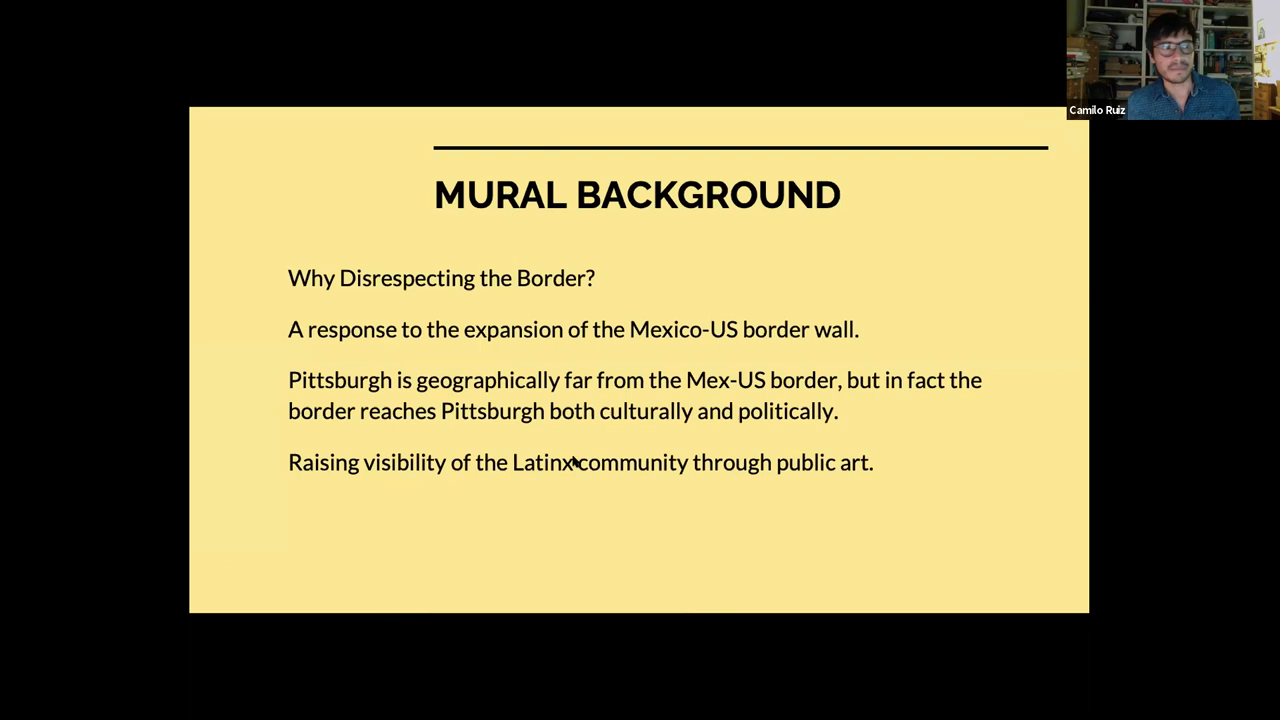 Camilo Ruiz
MURAL BACKGROUND
Why Disrespecting the Border?
A response to the expansion of the Mexico-US border wall.
Pittsburgh is geographically far from the Mex-US border, but in fact the
border reaches Pittsburgh both culturally and politically.
Raising visibility of the Latinx community through public art.